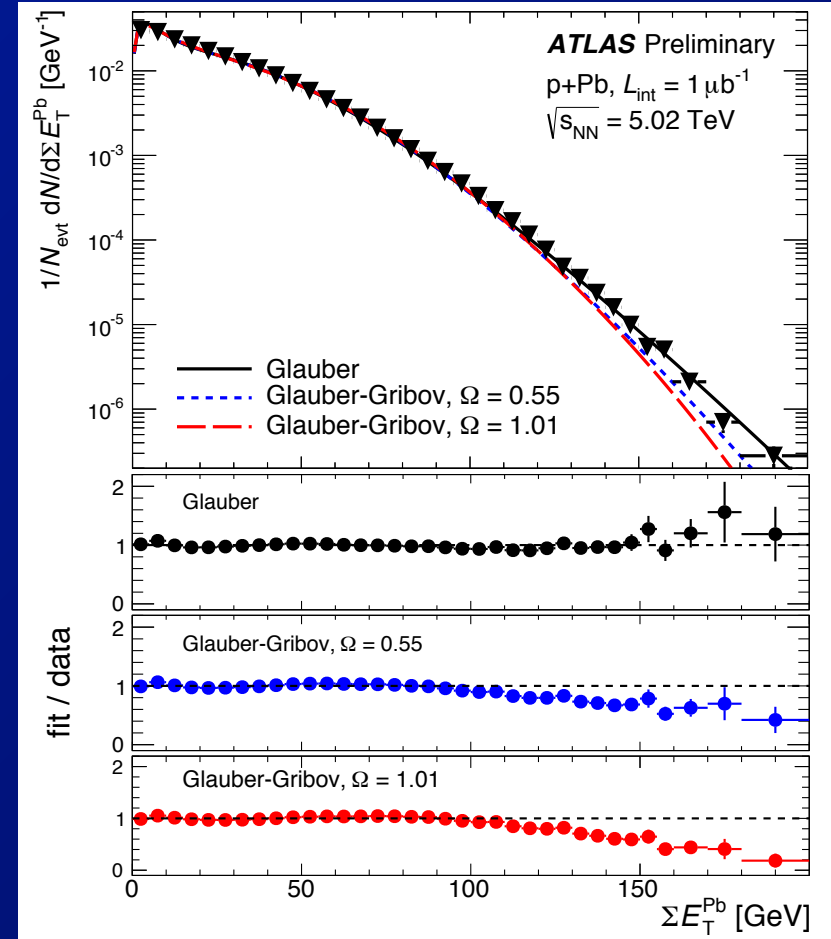 ATLAS Preliminary
p+Pb, L_int = 1 μb⁻¹
√s_NN = 5.02 TeV
1/N_evt dN/dΣE_T^Pb [GeV⁻¹]
10⁻²
10⁻³
10⁻⁴
10⁻⁵
10⁻⁶
Glauber
Glauber-Gribov, Ω = 0.55
Glauber-Gribov, Ω = 1.01
fit / data
2
Glauber
1
0
2
Glauber-Gribov, Ω = 0.55
1
0
2
Glauber-Gribov, Ω = 1.01
1
0
0 50 100 150
ΣE_T^Pb [GeV]